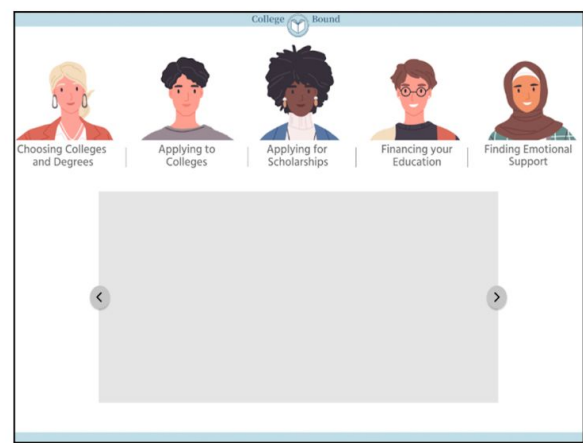 College Bound
Choosing Colleges
and Degrees
Applying to
Colleges
Applying for
Scholarships
Financing your
Education
Finding Emotional
Support